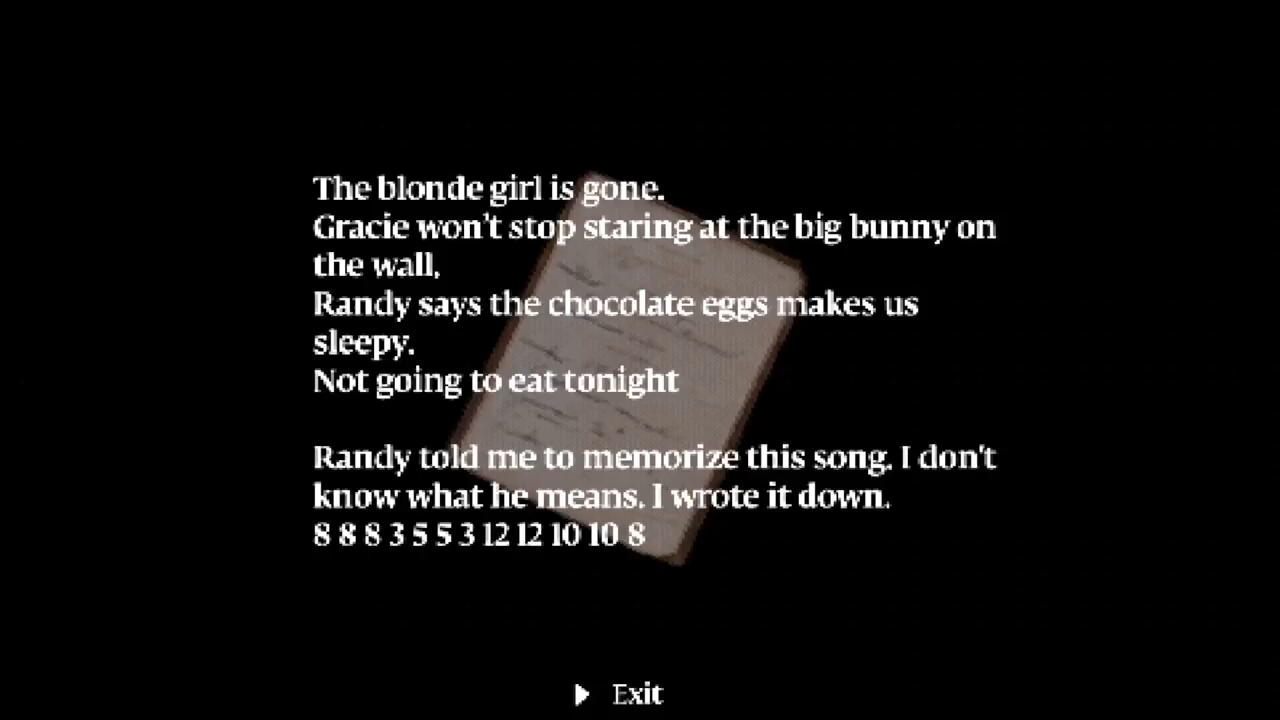 The blonde girl is gone.
Gracie won't stop staring at the big bunny on
the wall.
Randy says the chocolate eggs makes us
sleepy.
Not going to eat tonight
Randy told me to memorize this song. I don't
know what he means. I wrote it down.
8 8 8 3 5 5 3 12 12 10 10 8
Exit